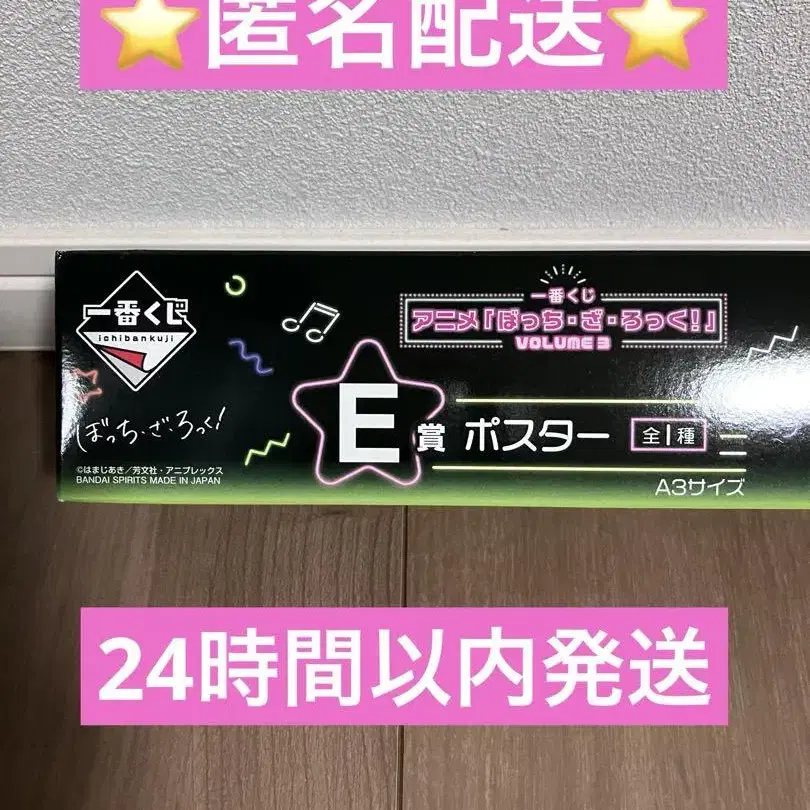 ⭐匿名配送⭐
一番くじ
ichibankuji
ぼっち・ざ・ろっく!
©はまじあき/芳文社・アニプレックス
BANDAI SPIRITS MADE IN JAPAN
一番くじ
アニメ「ぼっち・ざ・ろっく!」
VOLUME 3
E賞 ポスター 全1種
A3サイズ
24時間以内発送